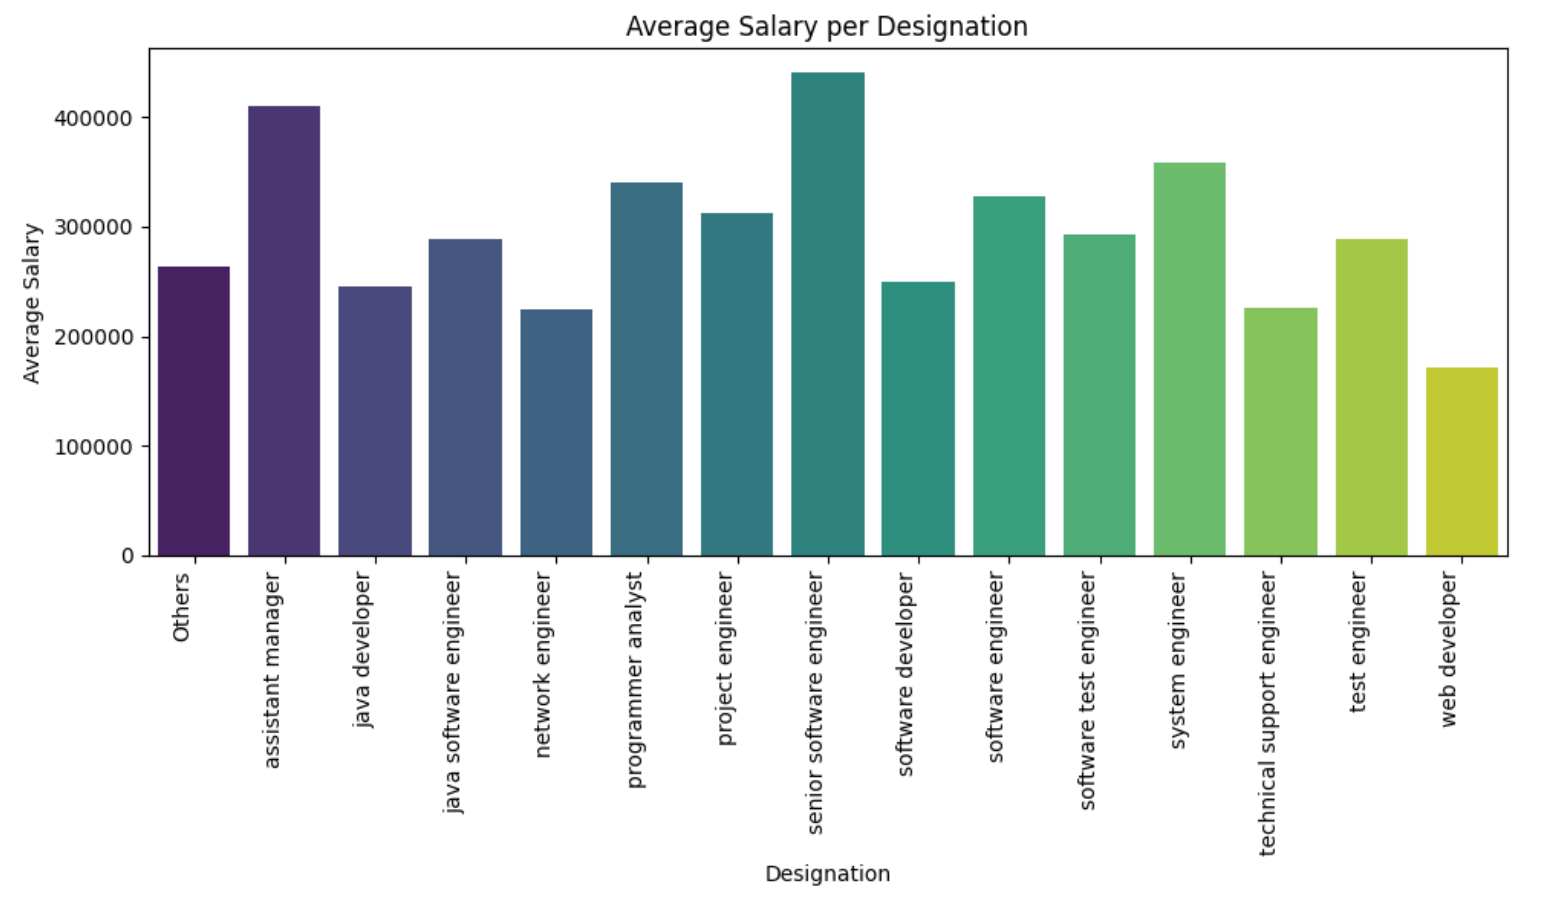 Average Salary per Designation
Average Salary
400000
300000
200000
100000
0
Others
assistant manager
java developer
java software engineer
network engineer
programmer analyst
project engineer
senior software engineer
software developer
software engineer
software test engineer
system engineer
technical support engineer
test engineer
web developer
Designation